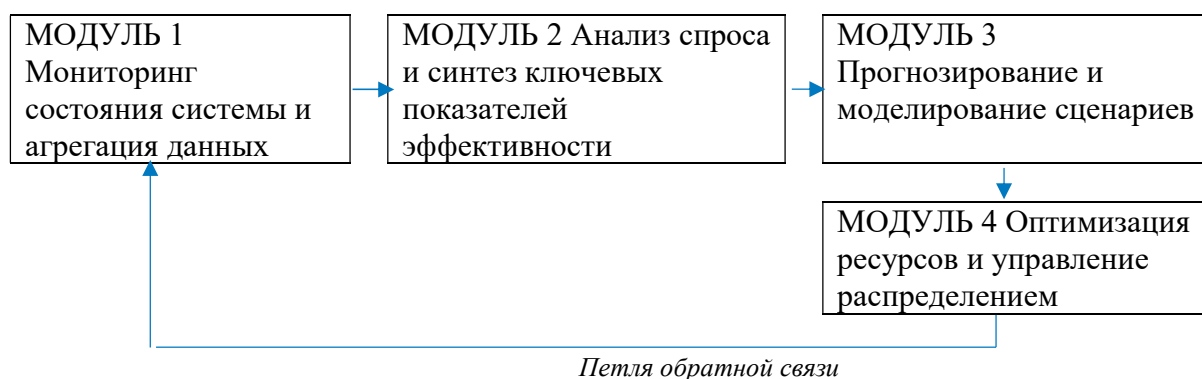 МОДУЛЬ 1
Мониторинг
состояния системы и
агрегация данных
МОДУЛЬ 2 Анализ спроса
и синтез ключевых
показателей
эффективности
МОДУЛЬ 3
Прогнозирование и
моделирование сценариев
МОДУЛЬ 4 Оптимизация
ресурсов и управление
распределением
Петля обратной связи